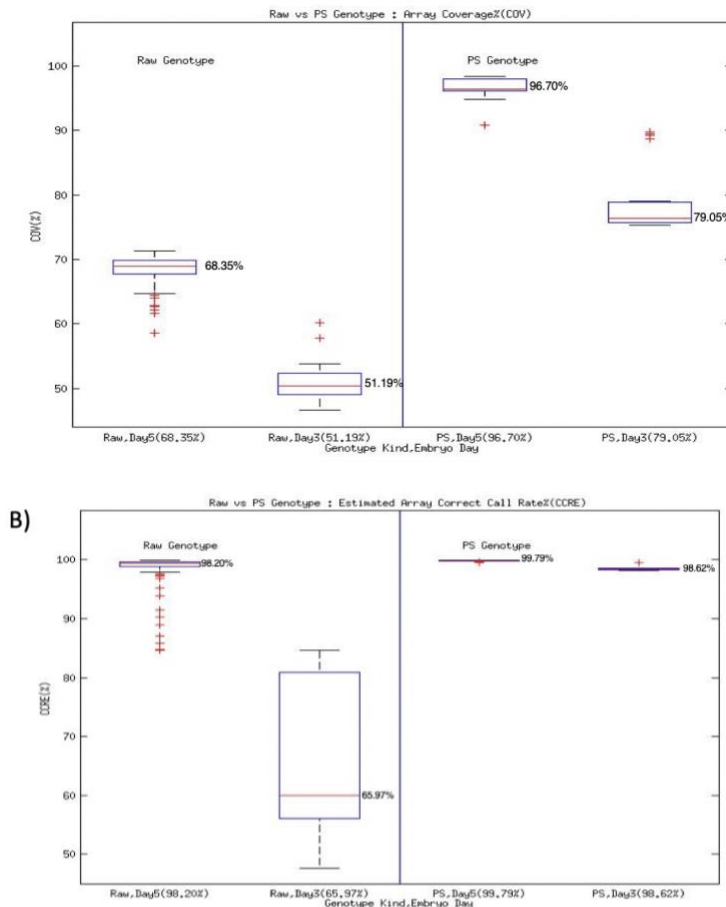 Raw vs PS Genotype : Array Coverage%(COV)
Raw Genotype
PS Genotype
100
90
80
70
60
50
COV(%)
96.70%
79.05%
68.35%
51.19%
Raw,Day5(68.35%) Raw,Day3(51.19%) PS,Day5(96.70%) PS,Day3(79.05%)
Genotype Kind,Embryo Day
B)
Raw vs PS Genotype : Estimated Array Correct Call Rate%(CCRE)
Raw Genotype
PS Genotype
100
90
80
70
60
50
CCRE(%)
98.20%
65.97%
99.79%
98.62%
Raw,Day5(98.20%) Raw,Day3(65.97%) PS,Day5(99.79%) PS,Day3(98.62%)
Genotype Kind,Embryo Day